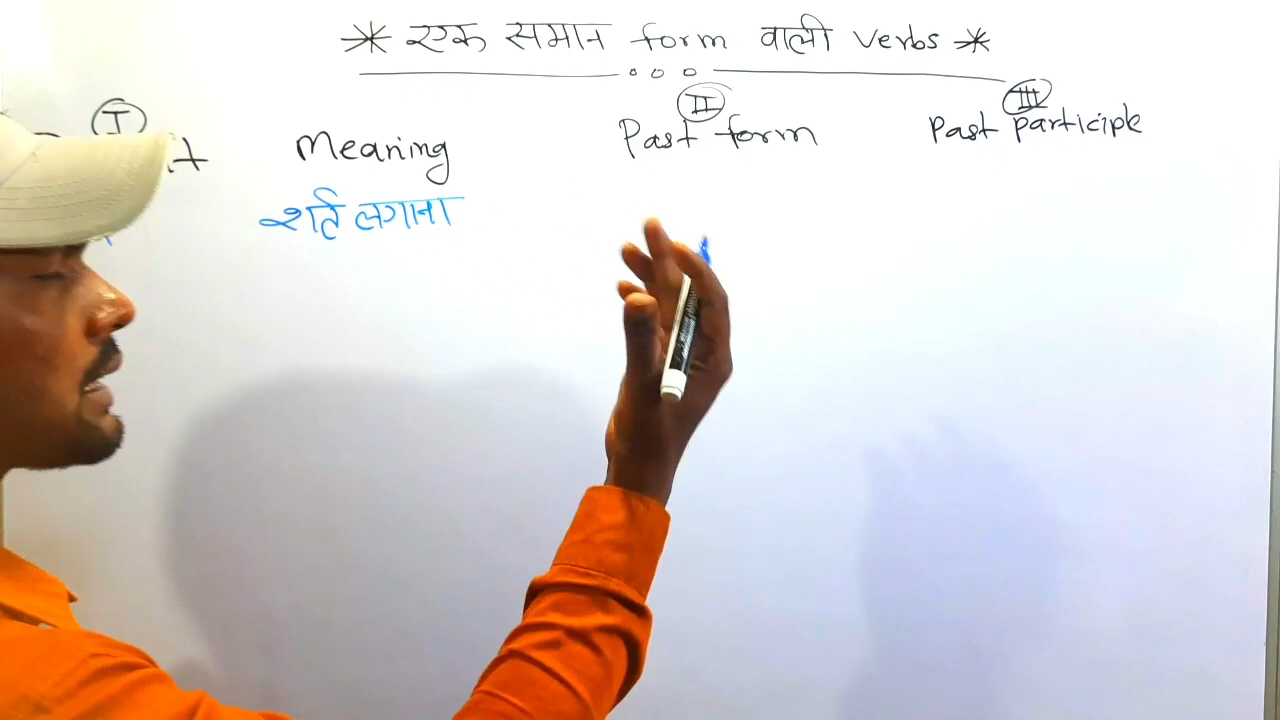 * एक समान form वाली verbs *
I II III
Meaning Past form Past participle
शर्त लगाना